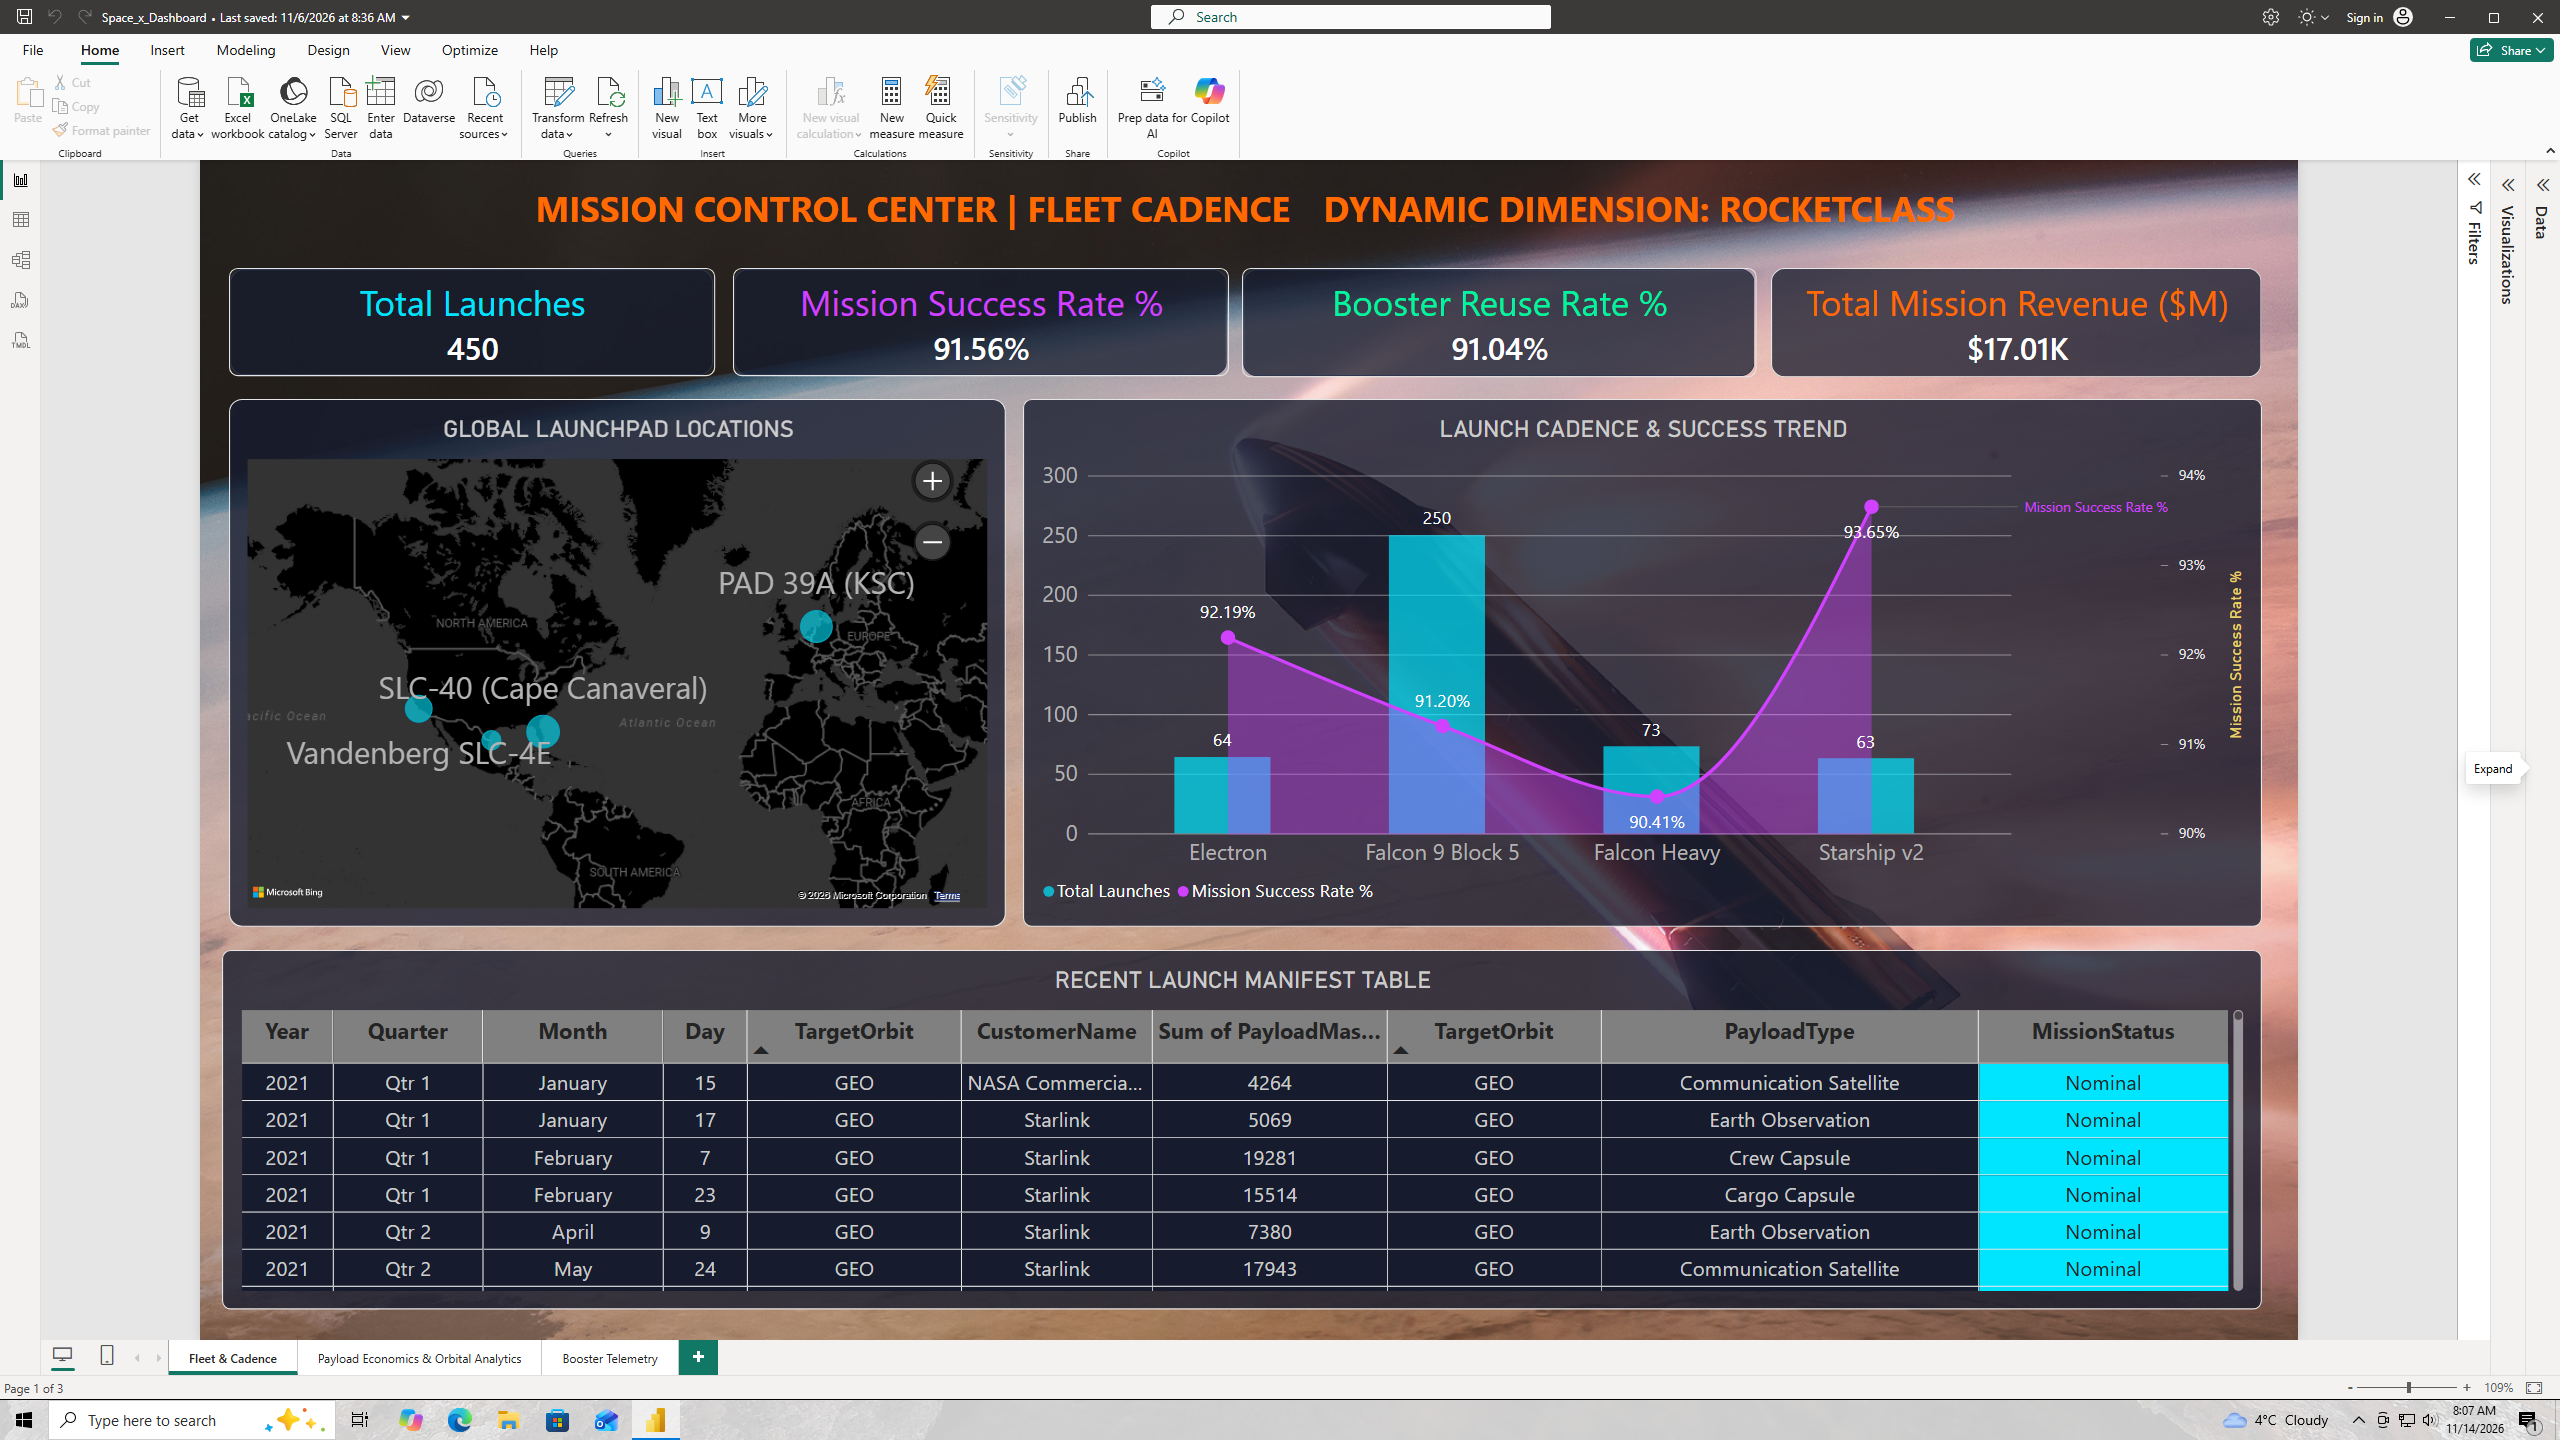 Space_x_Dashboard • Last saved: 11/6/2026 at 8:36 AM
Search
Sign in
File Home Insert Modeling Design View Optimize Help
Share
Paste
Cut
Copy
Format painter
Clipboard
Get data
Excel workbook
OneLake catalog
SQL Server
Enter data
Dataverse
Recent sources
Data
Transform data
Refresh
Queries
New visual
Text box
More visuals
Insert
New visual calculation
New measure
Quick measure
Calculations
Sensitivity
Sensitivity
Publish
Share
Prep data for AI
Copilot
Copilot
DAX
TMDL
MISSION CONTROL CENTER | FLEET CADENCE DYNAMIC DIMENSION: ROCKETCLASS
Total Launches
450
Mission Success Rate %
91.56%
Booster Reuse Rate %
91.04%
Total Mission Revenue ($M)
$17.01K
GLOBAL LAUNCHPAD LOCATIONS
PAD 39A (KSC)
NORTH AMERICA
EUROPE
SLC-40 (Cape Canaveral)
acific Ocean
Atlantic Ocean
Vandenberg SLC-4E
AFRICA
SOUTH AMERICA
Microsoft Bing
© 2026 Microsoft Corporation Terms
LAUNCH CADENCE & SUCCESS TREND
300
250
200
150
100
50
0
64
250
73
63
92.19%
91.20%
90.41%
93.65%
Mission Success Rate %
94%
93%
92%
91%
90%
Mission Success Rate %
Electron
Falcon 9 Block 5
Falcon Heavy
Starship v2
Total Launches Mission Success Rate %
RECENT LAUNCH MANIFEST TABLE
Year Quarter Month Day TargetOrbit CustomerName Sum of PayloadMas... TargetOrbit PayloadType MissionStatus
2021 Qtr 1 January 15 GEO NASA Commercia... 4264 GEO Communication Satellite Nominal
2021 Qtr 1 January 17 GEO Starlink 5069 GEO Earth Observation Nominal
2021 Qtr 1 February 7 GEO Starlink 19281 GEO Crew Capsule Nominal
2021 Qtr 1 February 23 GEO Starlink 15514 GEO Cargo Capsule Nominal
2021 Qtr 2 April 9 GEO Starlink 7380 GEO Earth Observation Nominal
2021 Qtr 2 May 24 GEO Starlink 17943 GEO Communication Satellite Nominal
Filters
Visualizations
Data
Expand
Fleet & Cadence
Payload Economics & Orbital Analytics
Booster Telemetry
+
Page 1 of 3
- + 109%
Type here to search
4°C Cloudy
8:07 AM
11/14/2026
1